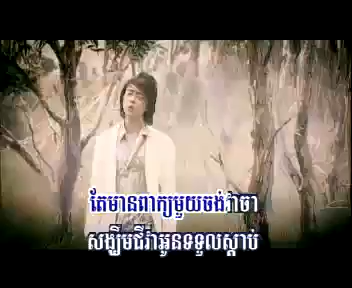 តែមានពាក្យមួយចង់វាចា
សង្ឃឹមជីវ៉ាអូនទទួលស្ដាប់